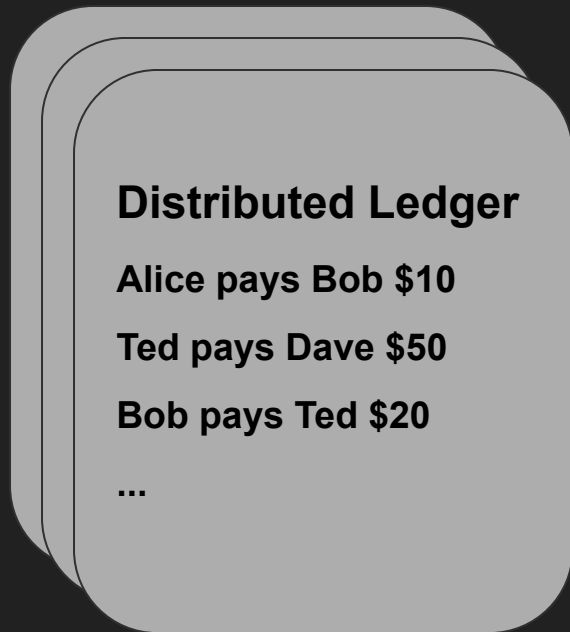 Distributed Ledger
Alice pays Bob $10
Ted pays Dave $50
Bob pays Ted $20
...